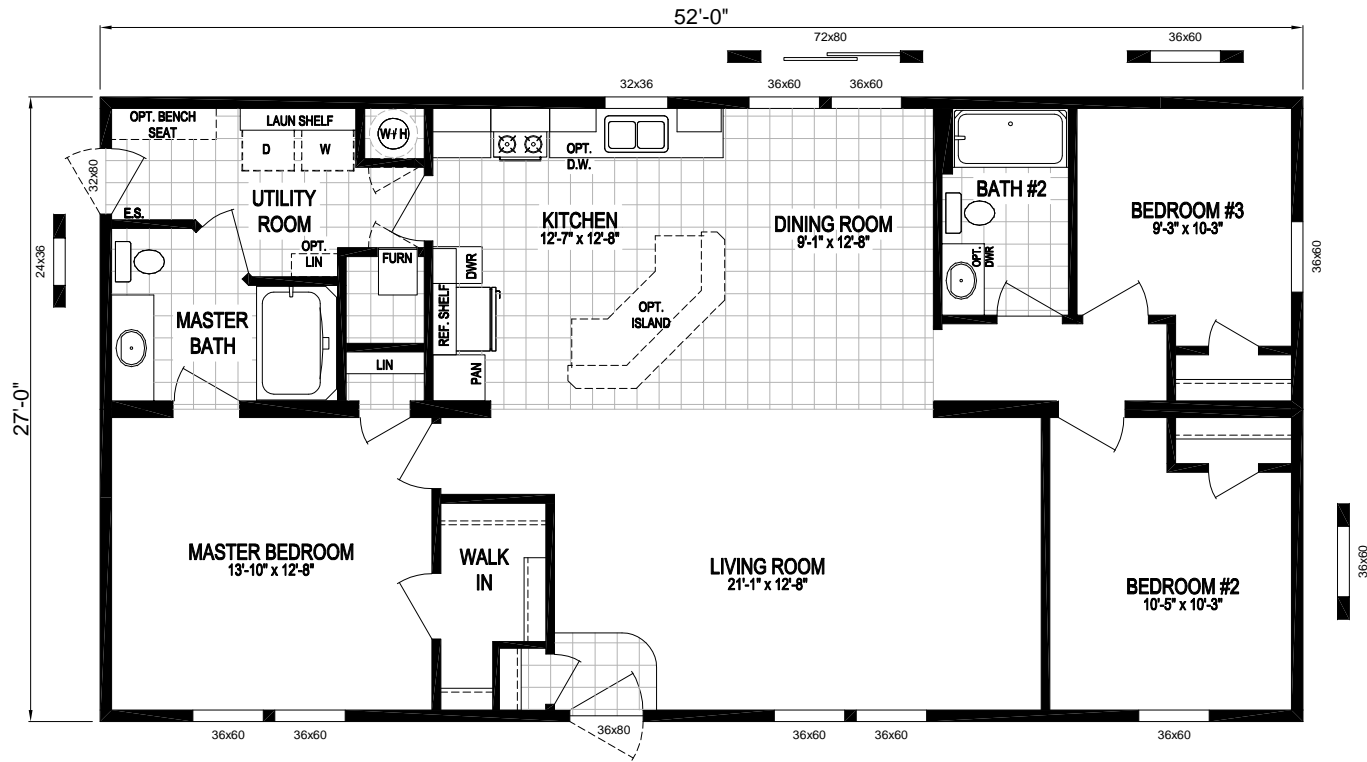 52'-0"
72x80
36x60
32x36
36x60
36x60
OPT. BENCH
SEAT
LAUN SHELF
D
W
W/H
OPT.
D.W.
32x80
E.S.
UTILITY
ROOM
OPT.
LIN
KITCHEN
12'-7" x 12'-8"
DINING ROOM
9'-1" x 12'-8"
BATH #2
OPT.
DWR
BEDROOM #3
9'-3" x 10'-3"
36x60
24x36
FURN
DWR
REF. SHELF
PAN
OPT.
ISLAND
MASTER
BATH
LIN
27'-0"
MASTER BEDROOM
13'-10" x 12'-8"
WALK
IN
LIVING ROOM
21'-1" x 12'-8"
BEDROOM #2
10'-5" x 10'-3"
36x60
36x60
36x60
36x80
36x60
36x60
36x60